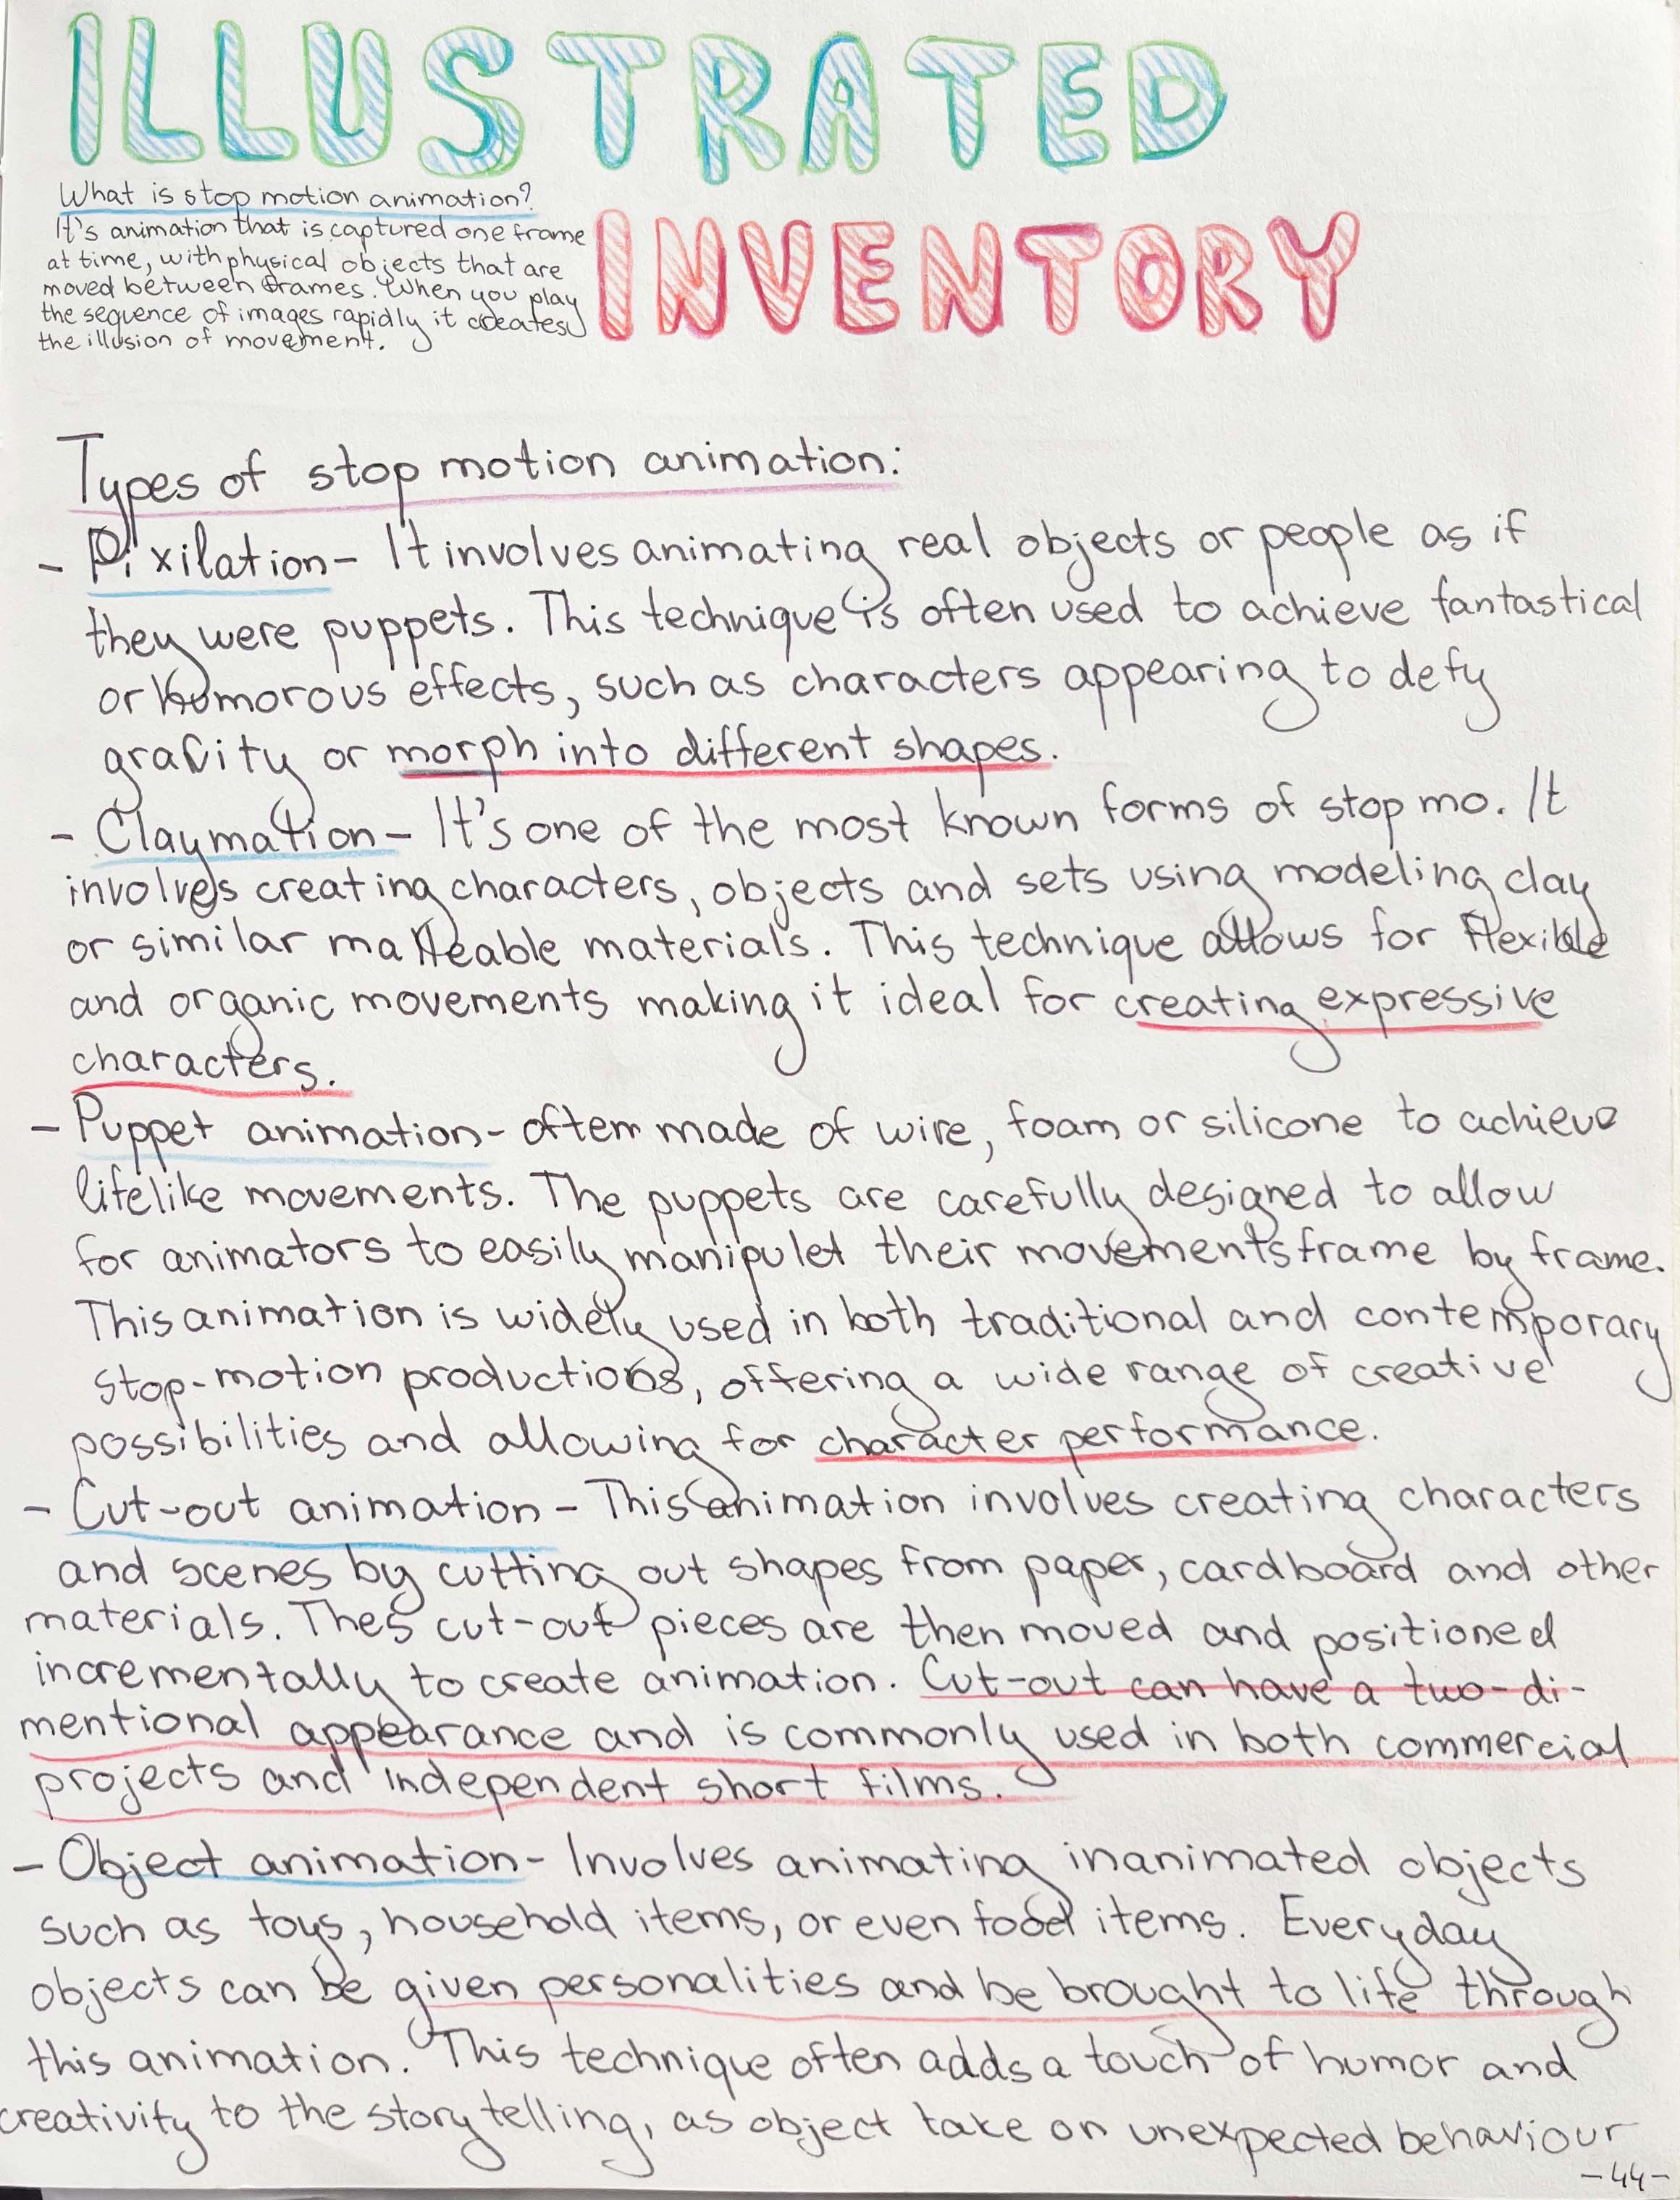 ILLUSTRATED
INVENTORY
What is stop motion animation?
It's animation that is captured one frame
at time, with physical objects that are
moved between frames. When you play
the sequence of images rapidly it creates
the illusion of movement.
Types of stop motion animation:
- Pixilation - It involves animating real objects or people as if
they were puppets. This technique is often used to achieve fantastical
or humorous effects, such as characters appearing to defy
gravity or morph into different shapes.
- Claymation - It's one of the most known forms of stop mo. It
involves creating characters, objects and sets using modeling clay
or similar malleable materials. This technique allows for flexible
and organic movements making it ideal for creating expressive
characters.
- Puppet animation - often made of wire, foam or silicone to achieve
lifelike movements. The puppets are carefully designed to allow
for animators to easily manipulet their movements frame by frame.
This animation is widely used in both traditional and contemporary
stop-motion productions, offering a wide range of creative
possibilities and allowing for character performance.
- Cut-out animation - This animation involves creating characters
and scenes by cutting out shapes from paper, cardboard and other
materials. Thes cut-out pieces are then moved and positioned
incrementally to create animation. Cut-out can have a two-di-
mentional appearance and is commonly used in both commercial
projects and independent short films.
- Object animation - Involves animating inanimated objects
such as toys, household items, or even food items. Everyday
objects can be given personalities and be brought to life through
this animation. This technique often adds a touch of humor and
creativity to the story telling, as object take on unexpected behaviour
-44-